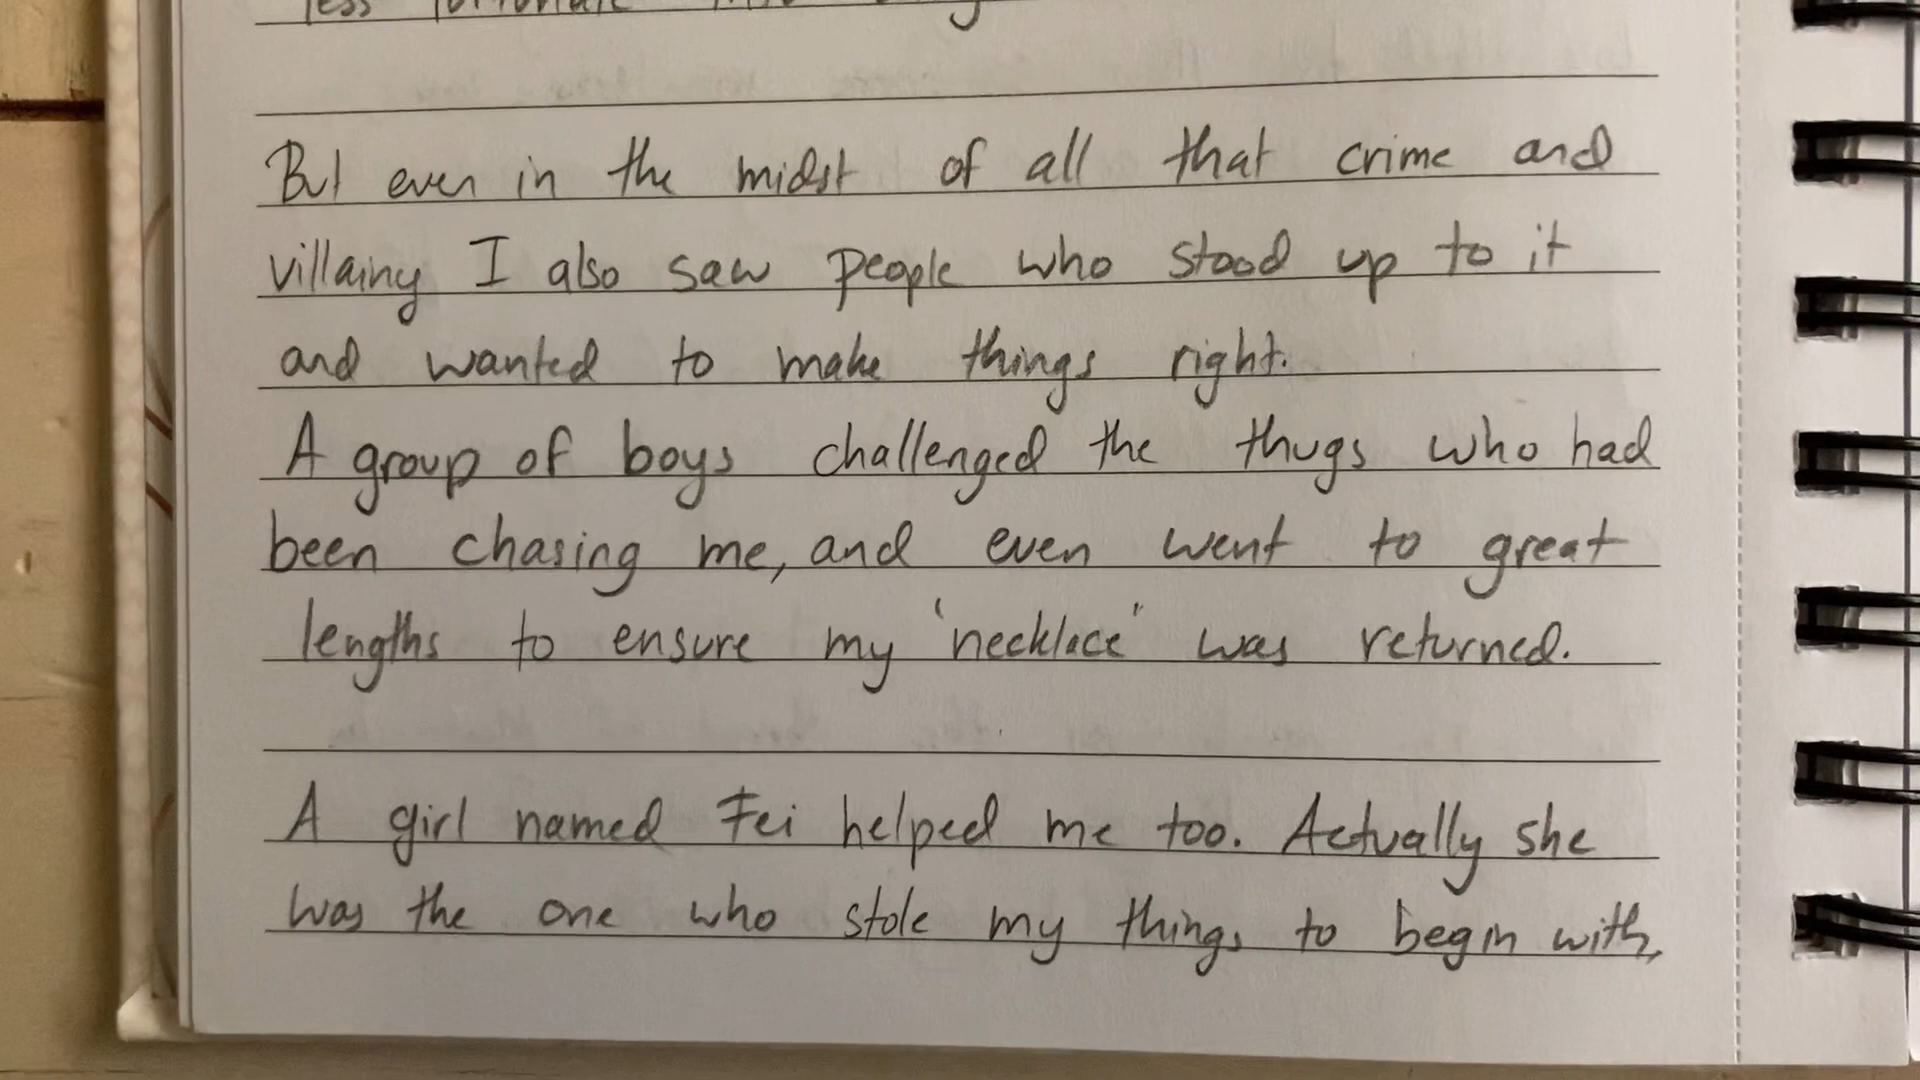 less fortunate
But even in the midst of all that crime and
villainy I also saw people who stood up to it
and wanted to make things right.
A group of boys challenged the thugs who had
been chasing me, and even went to great
lengths to ensure my 'necklace' was returned.
A girl named Fei helped me too. Actually she
was the one who stole my things to begin with,